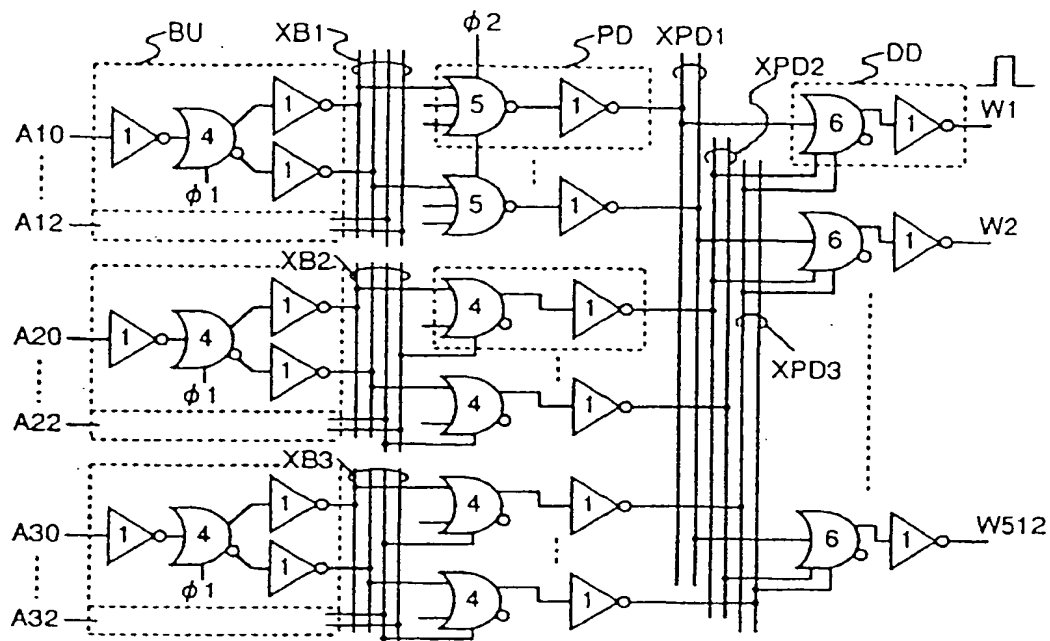 BU XB1 φ2 PD XPD1 DD
XPD2
A10 1 4 1 1 φ1 5 1 6 1 W1
A12 5 1
XB2 6 1 W2
A20 1 4 1 1 φ1 4 1
XPD3
A22 4 1
XB3
A30 1 4 1 1 φ1 4 1 6 1 W512
A32 4 1